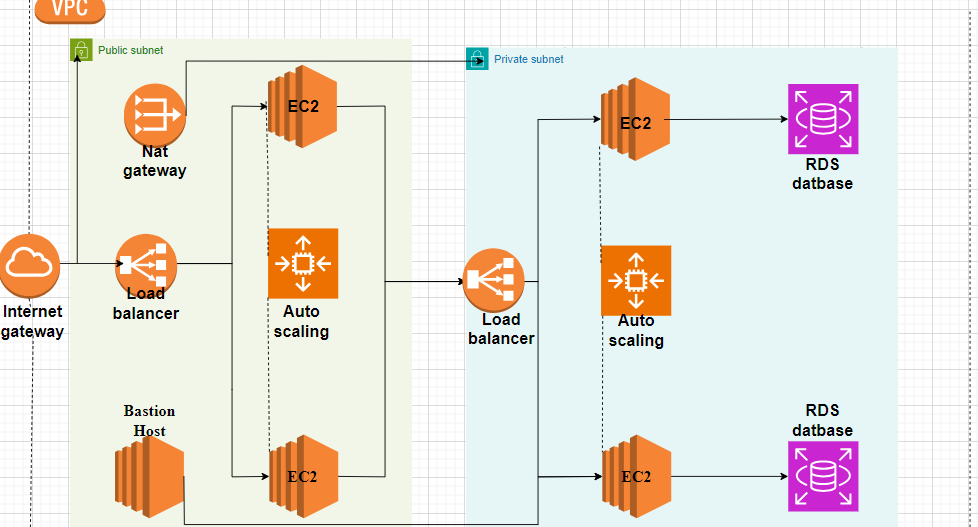 VPC
Public subnet
Private subnet
EC2
EC2
Nat
gateway
RDS
datbase
Internet
gateway
Load
balancer
Auto
scaling
Load
balancer
Auto
scaling
Bastion
Host
RDS
datbase
EC2
EC2